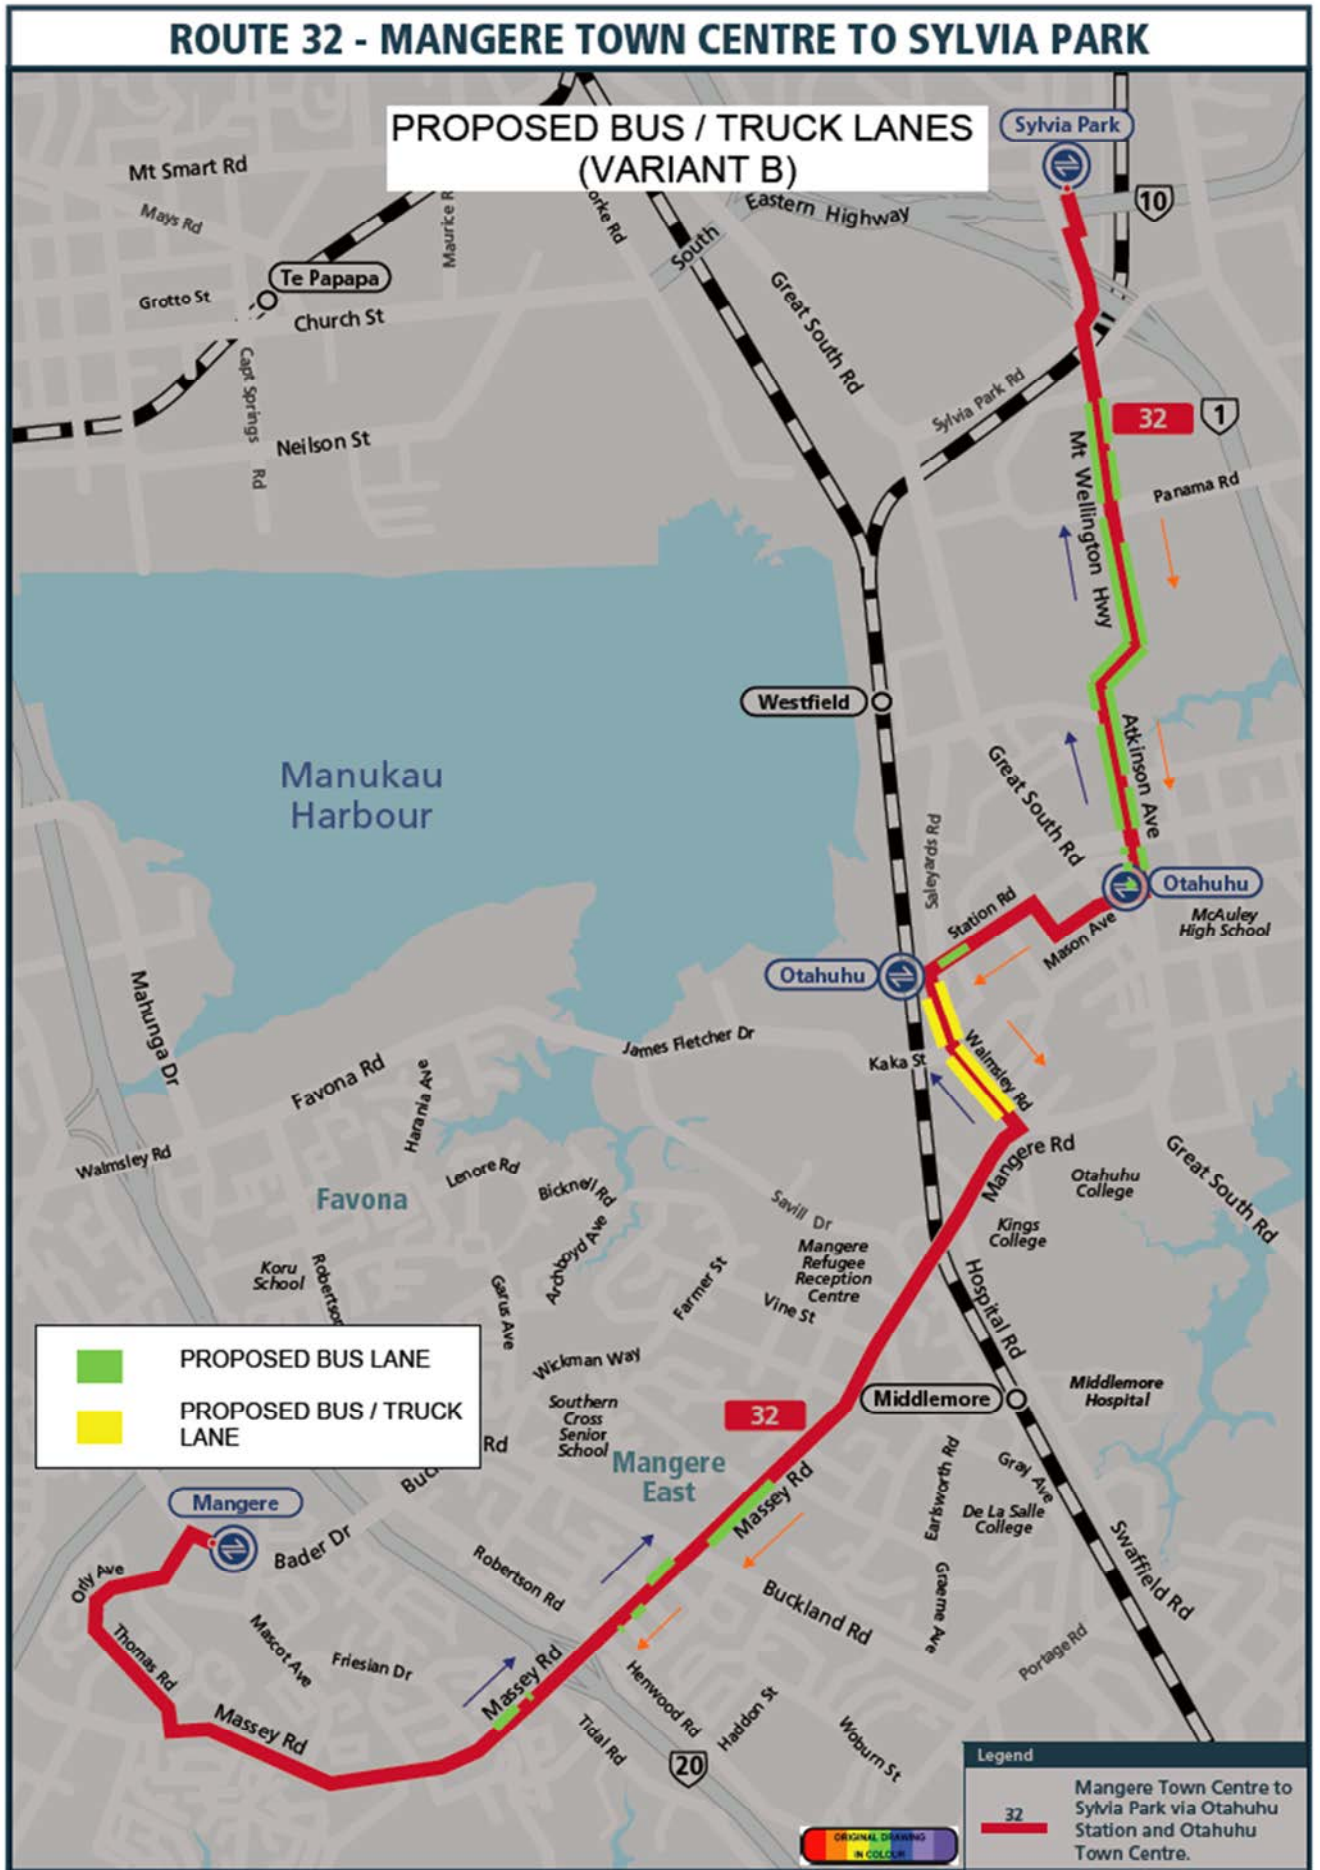 ROUTE 32 - MANGERE TOWN CENTRE TO SYLVIA PARK
PROPOSED BUS / TRUCK LANES
(VARIANT B)
Sylvia Park
10
Mt Smart Rd
Mays Rd
Eastern Highway
South
Te Papapa
Grotto St
Church St
Great South Rd
Capt Springs Rd
Neilson St
Sylvia Park Rd
32
1
Mt Wellington Hwy
Panama Rd
Westfield
Manukau
Harbour
Atkinson Ave
Great South Rd
Saleyards Rd
Otahuhu
McAuley
High School
Station Rd
Mason Ave
Otahuhu
Mahunga Dr
James Fletcher Dr
Kaka St
Walmsley Rd
Favona Rd
Harania Ave
Walmsley Rd
Mangere Rd
Great South Rd
Otahuhu
College
Lenore Rd
Bicknell Rd
Favona
Archboyd Ave
Savill Dr
Kings
College
Mangere
Refugee
Reception
Centre
Koru
School
Garus Ave
Farmer St
Vine St
Hospital Rd
PROPOSED BUS LANE
PROPOSED BUS / TRUCK
LANE
Wickman Way
Southern
Cross
Senior
School
Rd
32
Middlemore
Middlemore
Hospital
Mangere
East
Massey Rd
Earlsworth Rd
Gray Ave
De La Salle
College
Mangere
Bader Dr
Orly Ave
Robertson Rd
Buckland Rd
Graeme Ave
Swaffield Rd
Thomas Rd
Mascot Ave
Friesian Dr
Massey Rd
Massey Rd
Henwood Rd
Haddon St
Portage Rd
Tidal Rd
20
Woburn St
Legend
32
Mangere Town Centre to
Sylvia Park via Otahuhu
Station and Otahuhu
Town Centre.
ORIGINAL DRAWING
IN COLOUR